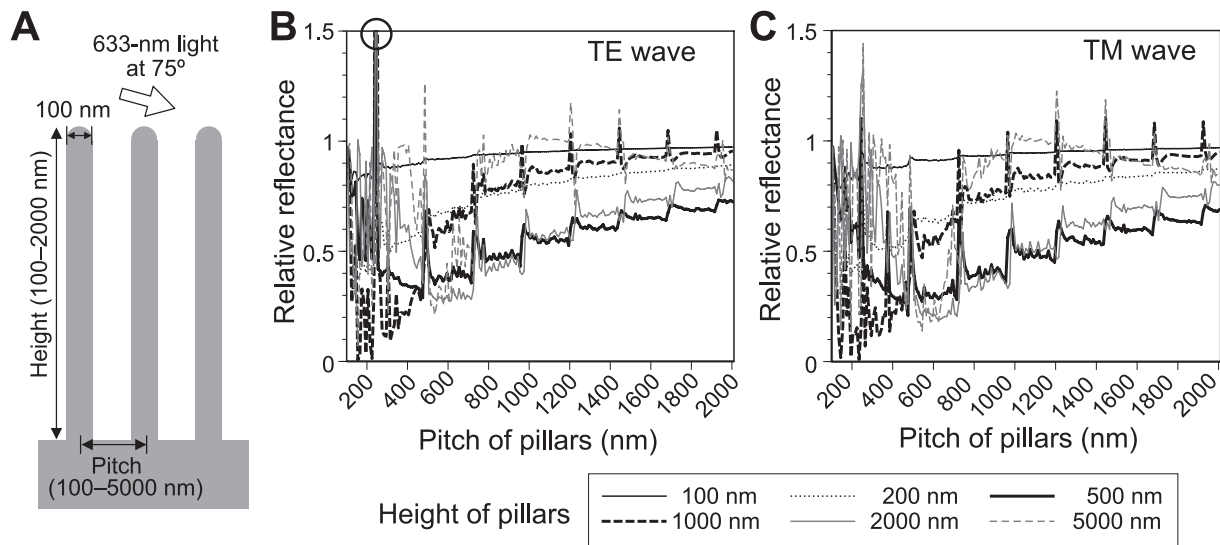 A
633-nm light
at 75º
100 nm
Height (100–2000 nm)
Pitch
(100–5000 nm)
B
TE wave
Relative reflectance
1.5
1
0.5
0
200
400
600
800
1000
1200
1400
1600
1800
2000
Pitch of pillars (nm)
C
TM wave
Relative reflectance
1.5
1
0.5
0
200
400
600
800
1000
1200
1400
1600
1800
2000
Pitch of pillars (nm)
Height of pillars
100 nm 200 nm 500 nm
1000 nm 2000 nm 5000 nm